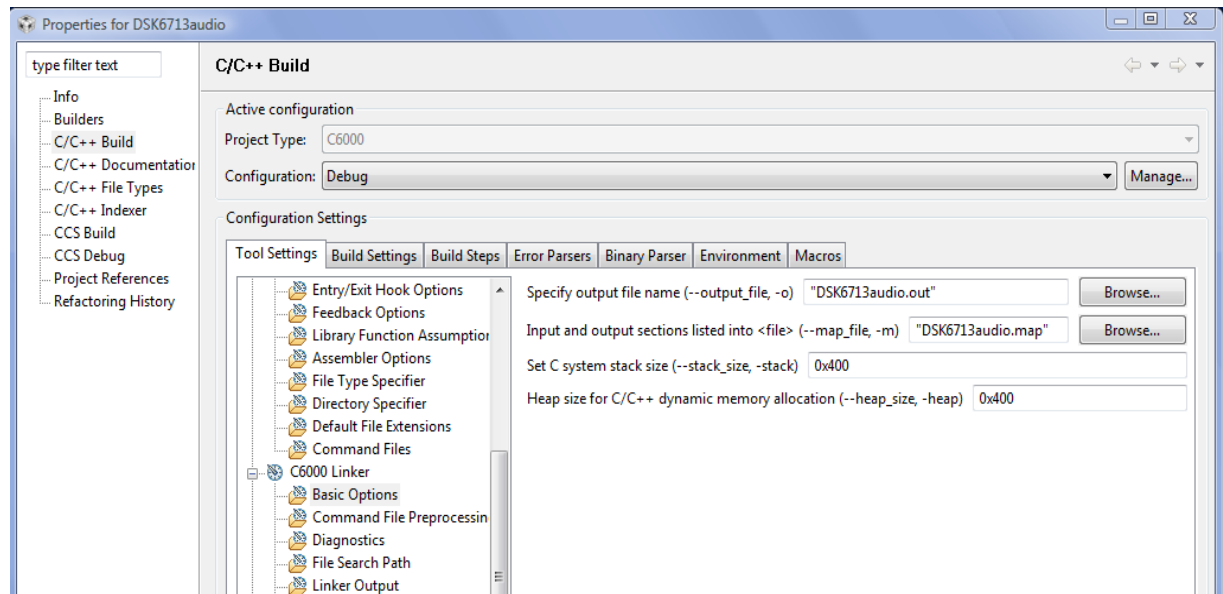 Properties for DSK6713audio
type filter text
Info
Builders
C/C++ Build
C/C++ Documentation
C/C++ File Types
C/C++ Indexer
CCS Build
CCS Debug
Project References
Refactoring History
C/C++ Build
Active configuration
Project Type: C6000
Configuration: Debug Manage...
Configuration Settings
Tool Settings Build Settings Build Steps Error Parsers Binary Parser Environment Macros
Entry/Exit Hook Options
Feedback Options
Library Function Assumption
Assembler Options
File Type Specifier
Directory Specifier
Default File Extensions
Command Files
C6000 Linker
Basic Options
Command File Preprocessin
Diagnostics
File Search Path
Linker Output
Specify output file name (--output_file, -o) "DSK6713audio.out" Browse...
Input and output sections listed into <file> (--map_file, -m) "DSK6713audio.map" Browse...
Set C system stack size (--stack_size, -stack) 0x400
Heap size for C/C++ dynamic memory allocation (--heap_size, -heap) 0x400